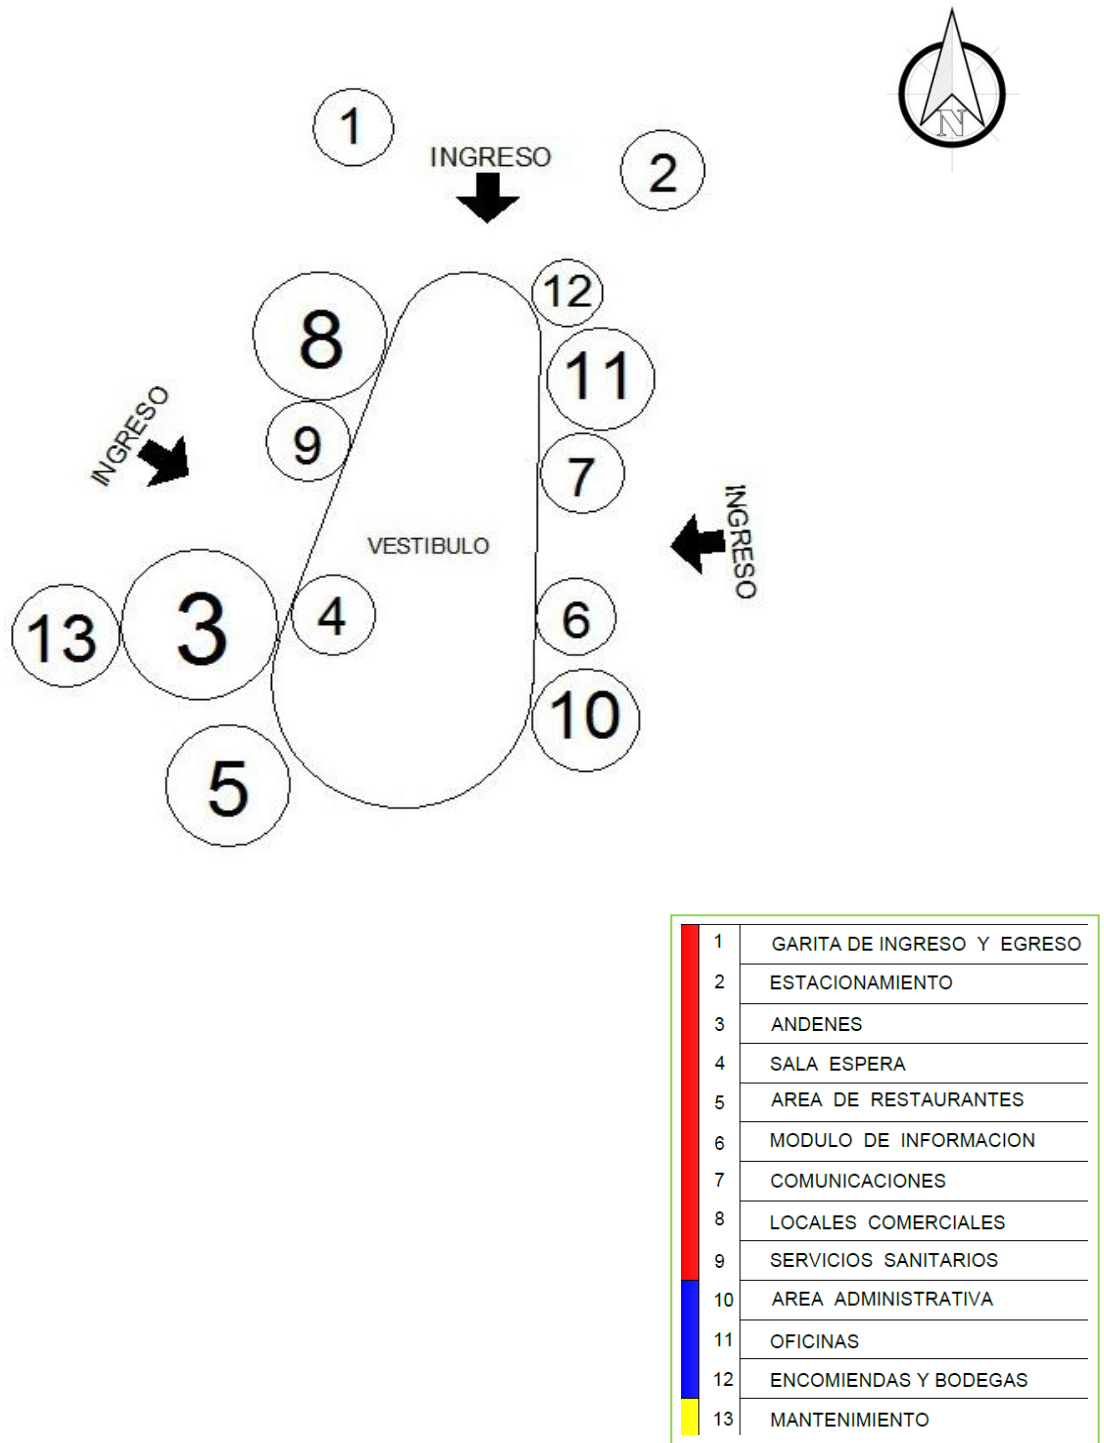 N
1
INGRESO
2
12
8
11
9
7
INGRESO
INGRESO
VESTIBULO
4
6
3
13
10
5
1 GARITA DE INGRESO Y EGRESO
2 ESTACIONAMIENTO
3 ANDENES
4 SALA ESPERA
5 AREA DE RESTAURANTES
6 MODULO DE INFORMACION
7 COMUNICACIONES
8 LOCALES COMERCIALES
9 SERVICIOS SANITARIOS
10 AREA ADMINISTRATIVA
11 OFICINAS
12 ENCOMIENDAS Y BODEGAS
13 MANTENIMIENTO